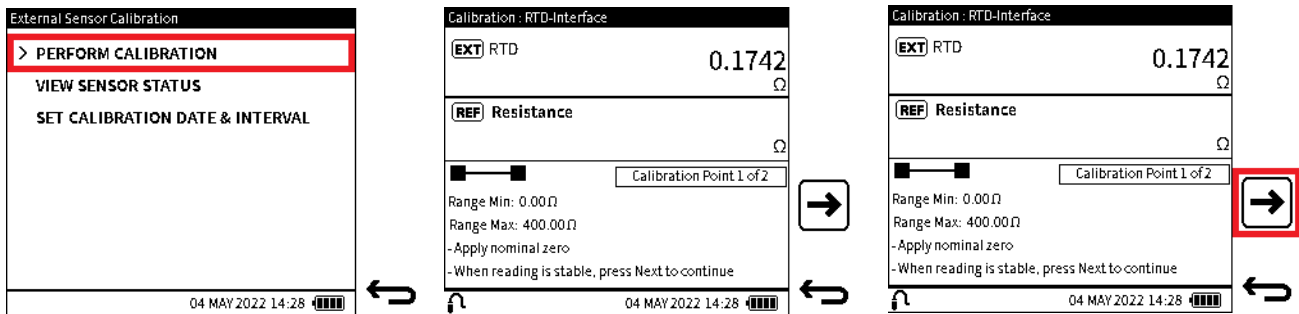 External Sensor Calibration
> PERFORM CALIBRATION
VIEW SENSOR STATUS
SET CALIBRATION DATE & INTERVAL
04 MAY 2022 14:28
Calibration : RTD-Interface
EXT RTD
0.1742
Ω
REF Resistance
Ω
Calibration Point 1 of 2
Range Min: 0.00Ω
Range Max: 400.00Ω
-Apply nominal zero
-When reading is stable, press Next to continue
04 MAY 2022 14:28
Calibration : RTD-Interface
EXT RTD
0.1742
Ω
REF Resistance
Ω
Calibration Point 1 of 2
Range Min: 0.00Ω
Range Max: 400.00Ω
-Apply nominal zero
-When reading is stable, press Next to continue
04 MAY 2022 14:28